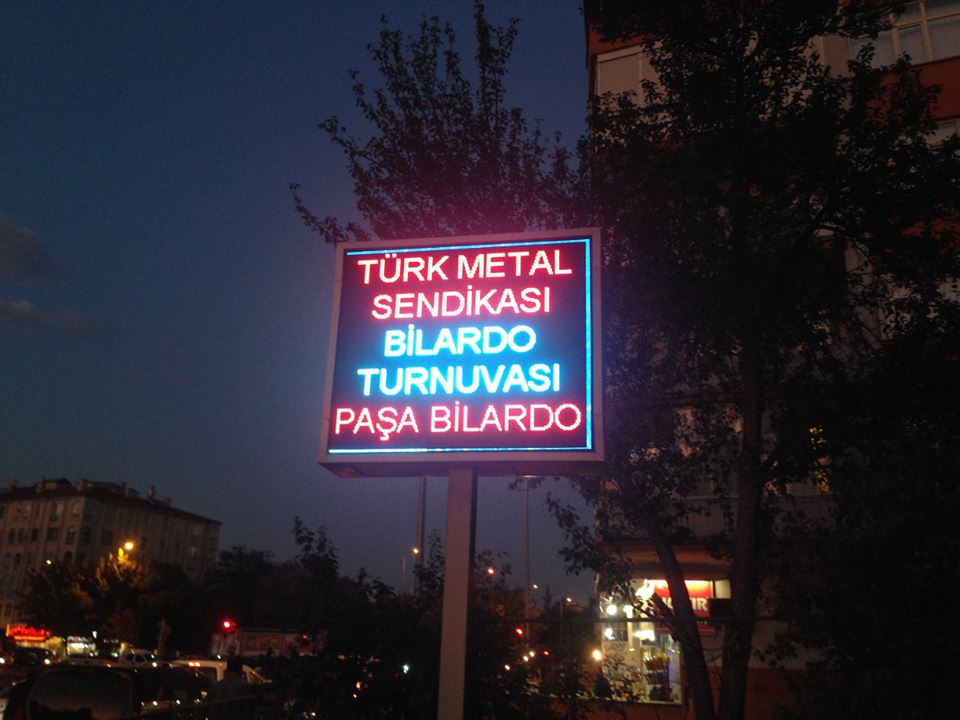 TÜRK METAL
SENDİKASI
BİLARDO
TURNUVASI
PAŞA BİLARDO